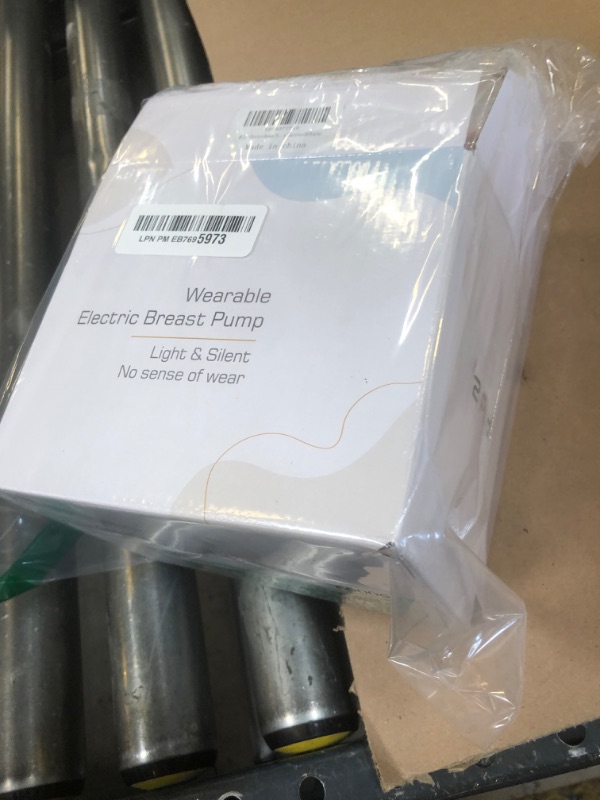 Made in China
LPN PM EB7695973
Wearable
Electric Breast Pump
Light & Silent
No sense of wear